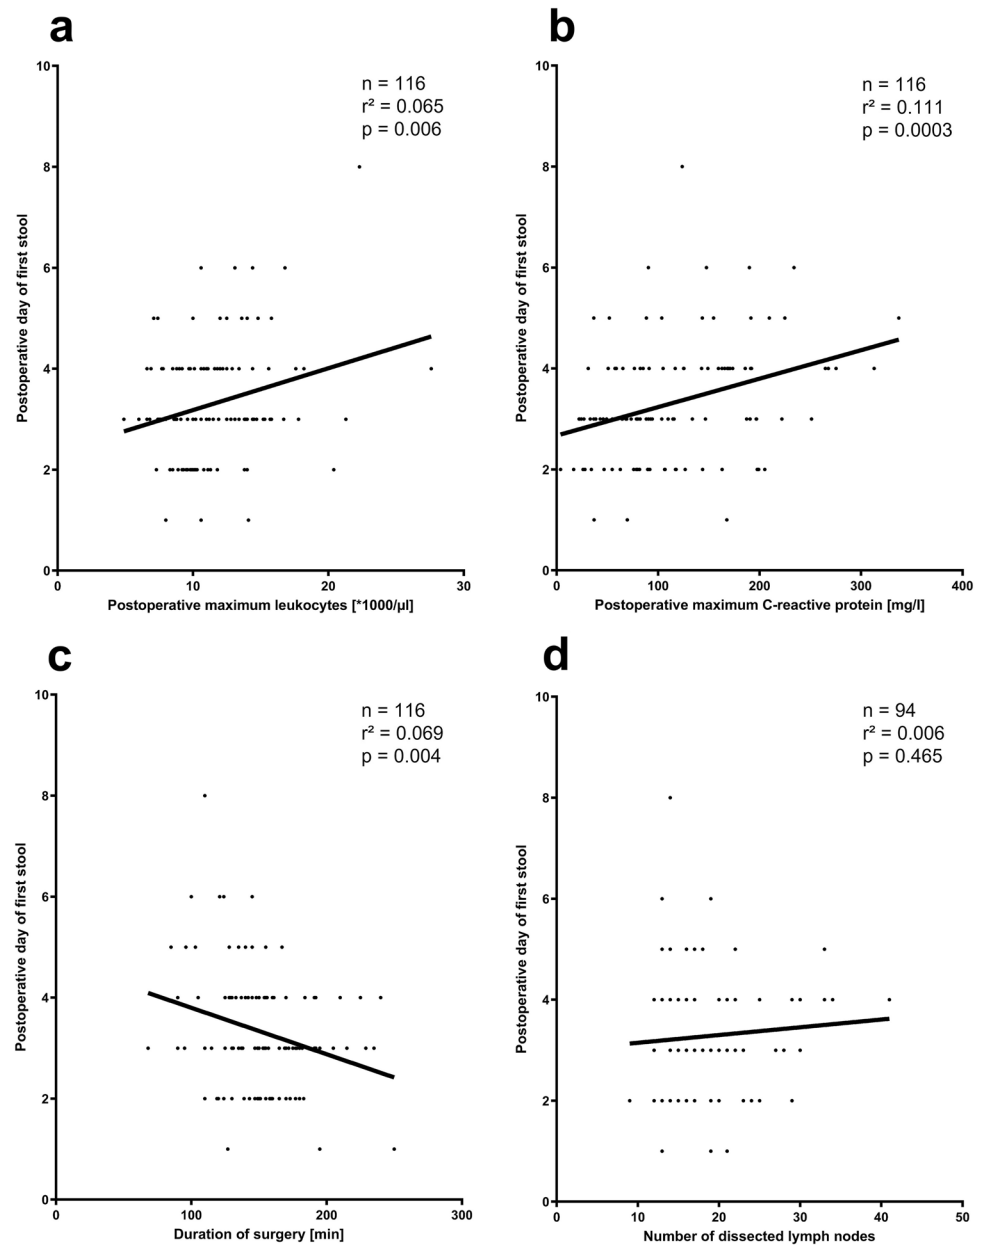 a
n = 116
r² = 0.065
p = 0.006
Postoperative day of first stool
10
8
6
4
2
0
0 10 20 30
Postoperative maximum leukocytes [*1000/µl]
b
n = 116
r² = 0.111
p = 0.0003
Postoperative day of first stool
10
8
6
4
2
0
0 100 200 300 400
Postoperative maximum C-reactive protein [mg/l]
c
n = 116
r² = 0.069
p = 0.004
Postoperative day of first stool
10
8
6
4
2
0
0 100 200 300
Duration of surgery [min]
d
n = 94
r² = 0.006
p = 0.465
Postoperative day of first stool
10
8
6
4
2
0
0 10 20 30 40 50
Number of dissected lymph nodes